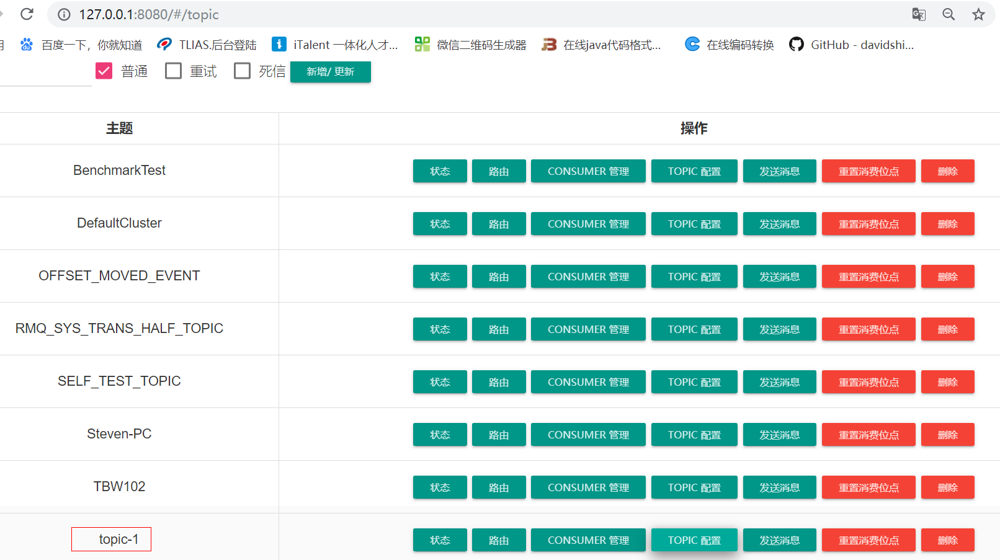 127.0.0.1:8080/#/topic
百度一下，你就知道 TLIAS.后台登陆 iTalent 一体化人才... 微信二维码生成器 在线java代码格式... 在线编码转换 GitHub - davidshi...
普通 重试 死信 新增/ 更新
主题 操作
BenchmarkTest 状态 路由 CONSUMER 管理 TOPIC 配置 发送消息 重置消费位点 删除
DefaultCluster 状态 路由 CONSUMER 管理 TOPIC 配置 发送消息 重置消费位点 删除
OFFSET_MOVED_EVENT 状态 路由 CONSUMER 管理 TOPIC 配置 发送消息 重置消费位点 删除
RMQ_SYS_TRANS_HALF_TOPIC 状态 路由 CONSUMER 管理 TOPIC 配置 发送消息 重置消费位点 删除
SELF_TEST_TOPIC 状态 路由 CONSUMER 管理 TOPIC 配置 发送消息 重置消费位点 删除
Steven-PC 状态 路由 CONSUMER 管理 TOPIC 配置 发送消息 重置消费位点 删除
TBW102 状态 路由 CONSUMER 管理 TOPIC 配置 发送消息 重置消费位点 删除
topic-1 状态 路由 CONSUMER 管理 TOPIC 配置 发送消息 重置消费位点 删除